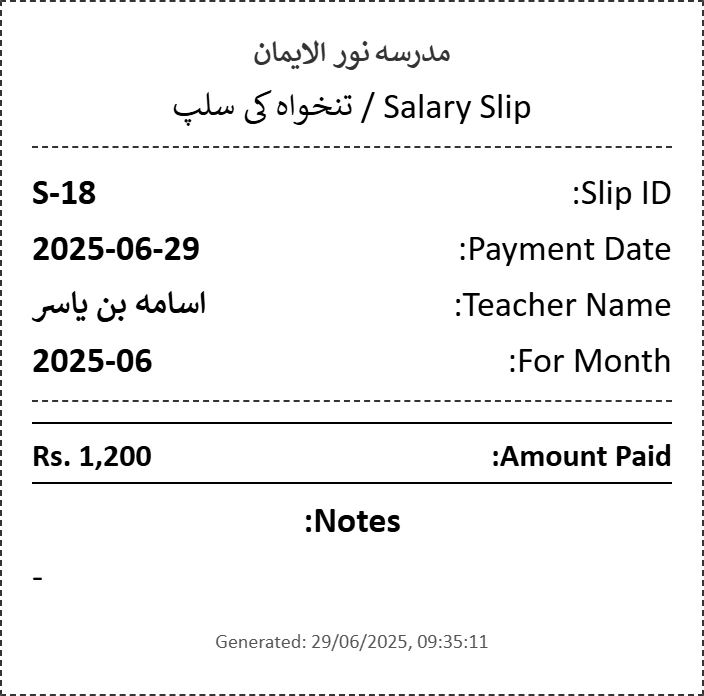 مدرسه نور الایمان
تنخواہ کی سلپ / Salary Slip
Slip ID: S-18
Payment Date: 2025-06-29
Teacher Name: اسامه بن یاسر
For Month: 2025-06
Amount Paid: Rs. 1,200
Notes:
-
Generated: 29/06/2025, 09:35:11